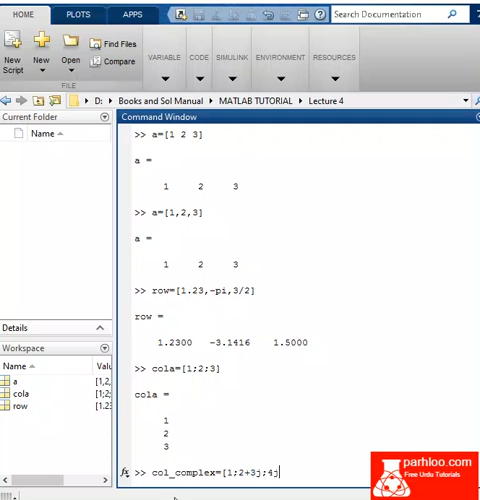 HOME PLOTS APPS Search Documentation
New Script New Open Find Files Compare VARIABLE CODE SIMULINK ENVIRONMENT RESOURCES
FILE
D: Books and Sol Manual MATLAB TUTORIAL Lecture 4
Current Folder
Name
Details
Workspace
Name Valu
a [1,2,
cola [1;2;
row [1.23
Command Window
>> a=[1 2 3]
a =
1 2 3
>> a=[1,2,3]
a =
1 2 3
>> row=[1.23,-pi,3/2]
row =
1.2300 -3.1416 1.5000
>> cola=[1;2;3]
cola =
1
2
3
fx >> col_complex=[1;2+3j;4j
parhloo.com
Free Urdu Tutorials